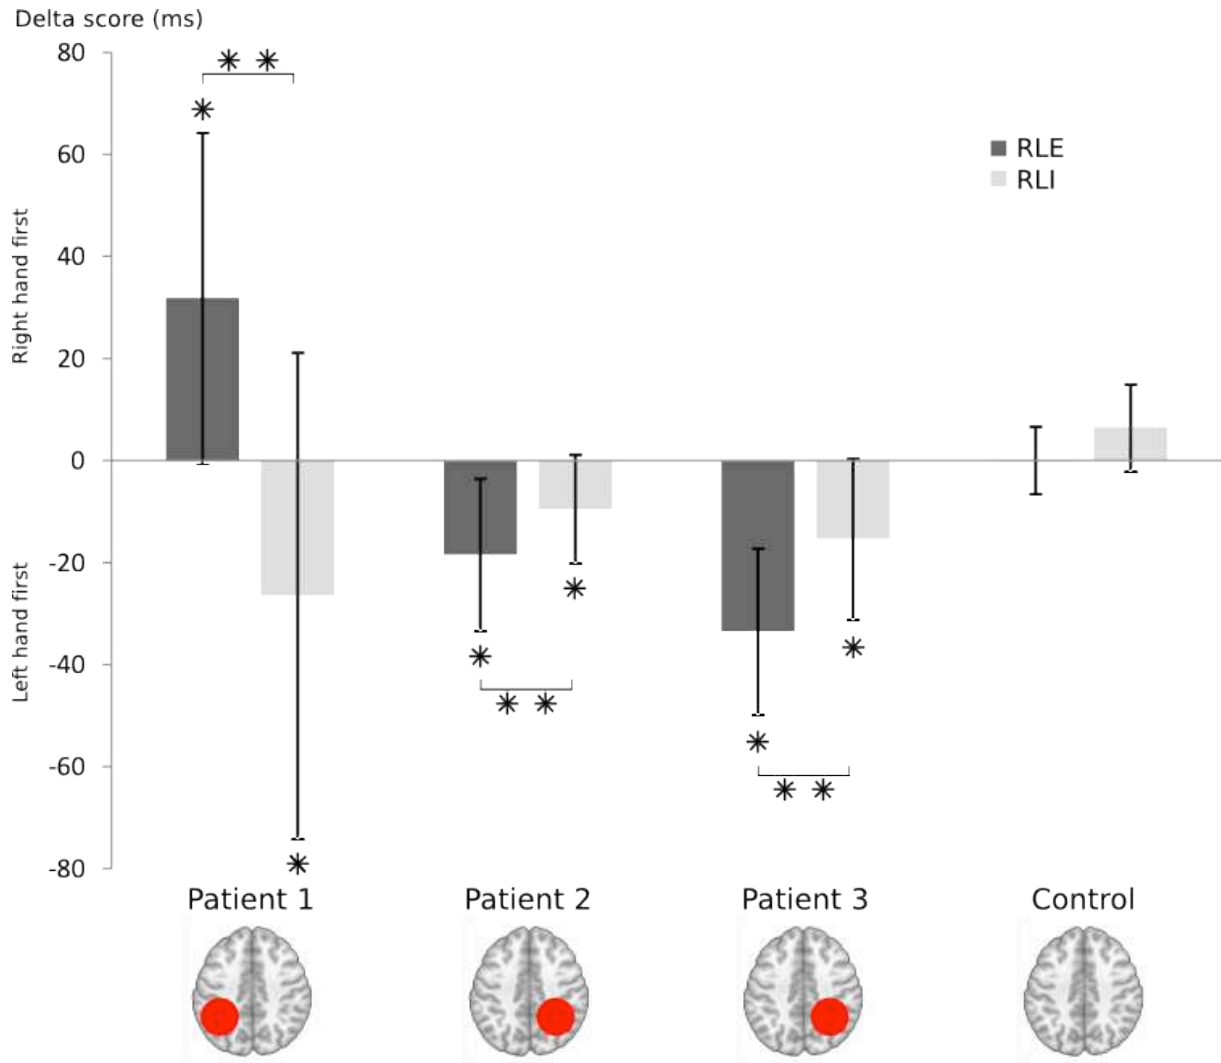 Delta score (ms)
80
60
40
20
0
-20
-40
-60
-80
Right hand first
Left hand first
RLE
RLI
Patient 1
Patient 2
Patient 3
Control